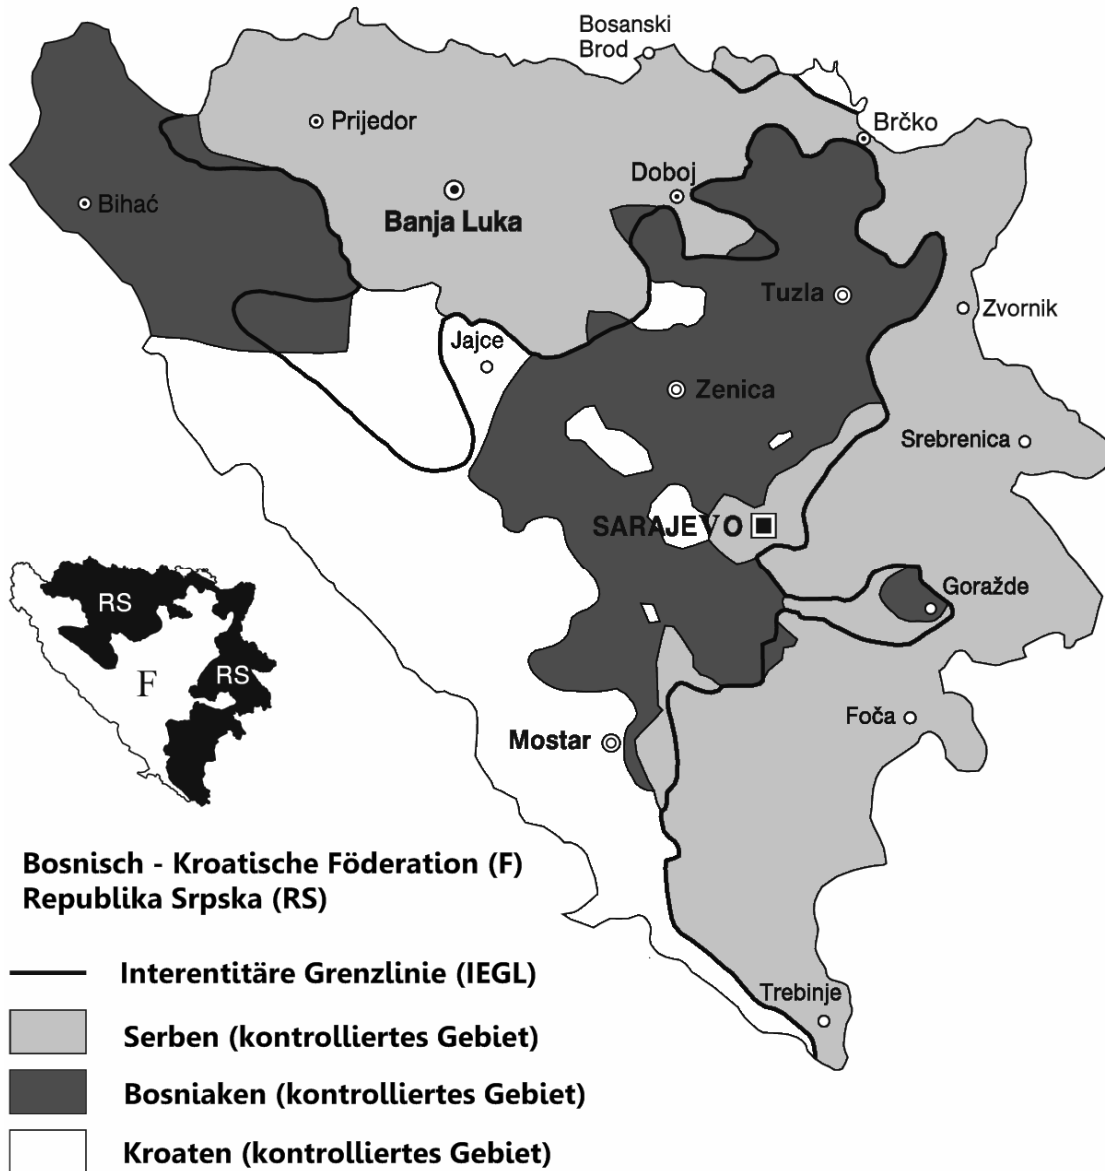 Bosanski
Brod
Prijedor
Brčko
Doboj
Bihać
Banja Luka
Tuzla
Zvornik
Jajce
Zenica
Srebrenica
SARAJEVO
Goražde
RS
RS
F
Foča
Mostar
Bosnisch - Kroatische Föderation (F)
Republika Srpska (RS)
Interentitäre Grenzlinie (IEGL)
Trebinje
Serben (kontrolliertes Gebiet)
Bosniaken (kontrolliertes Gebiet)
Kroaten (kontrolliertes Gebiet)